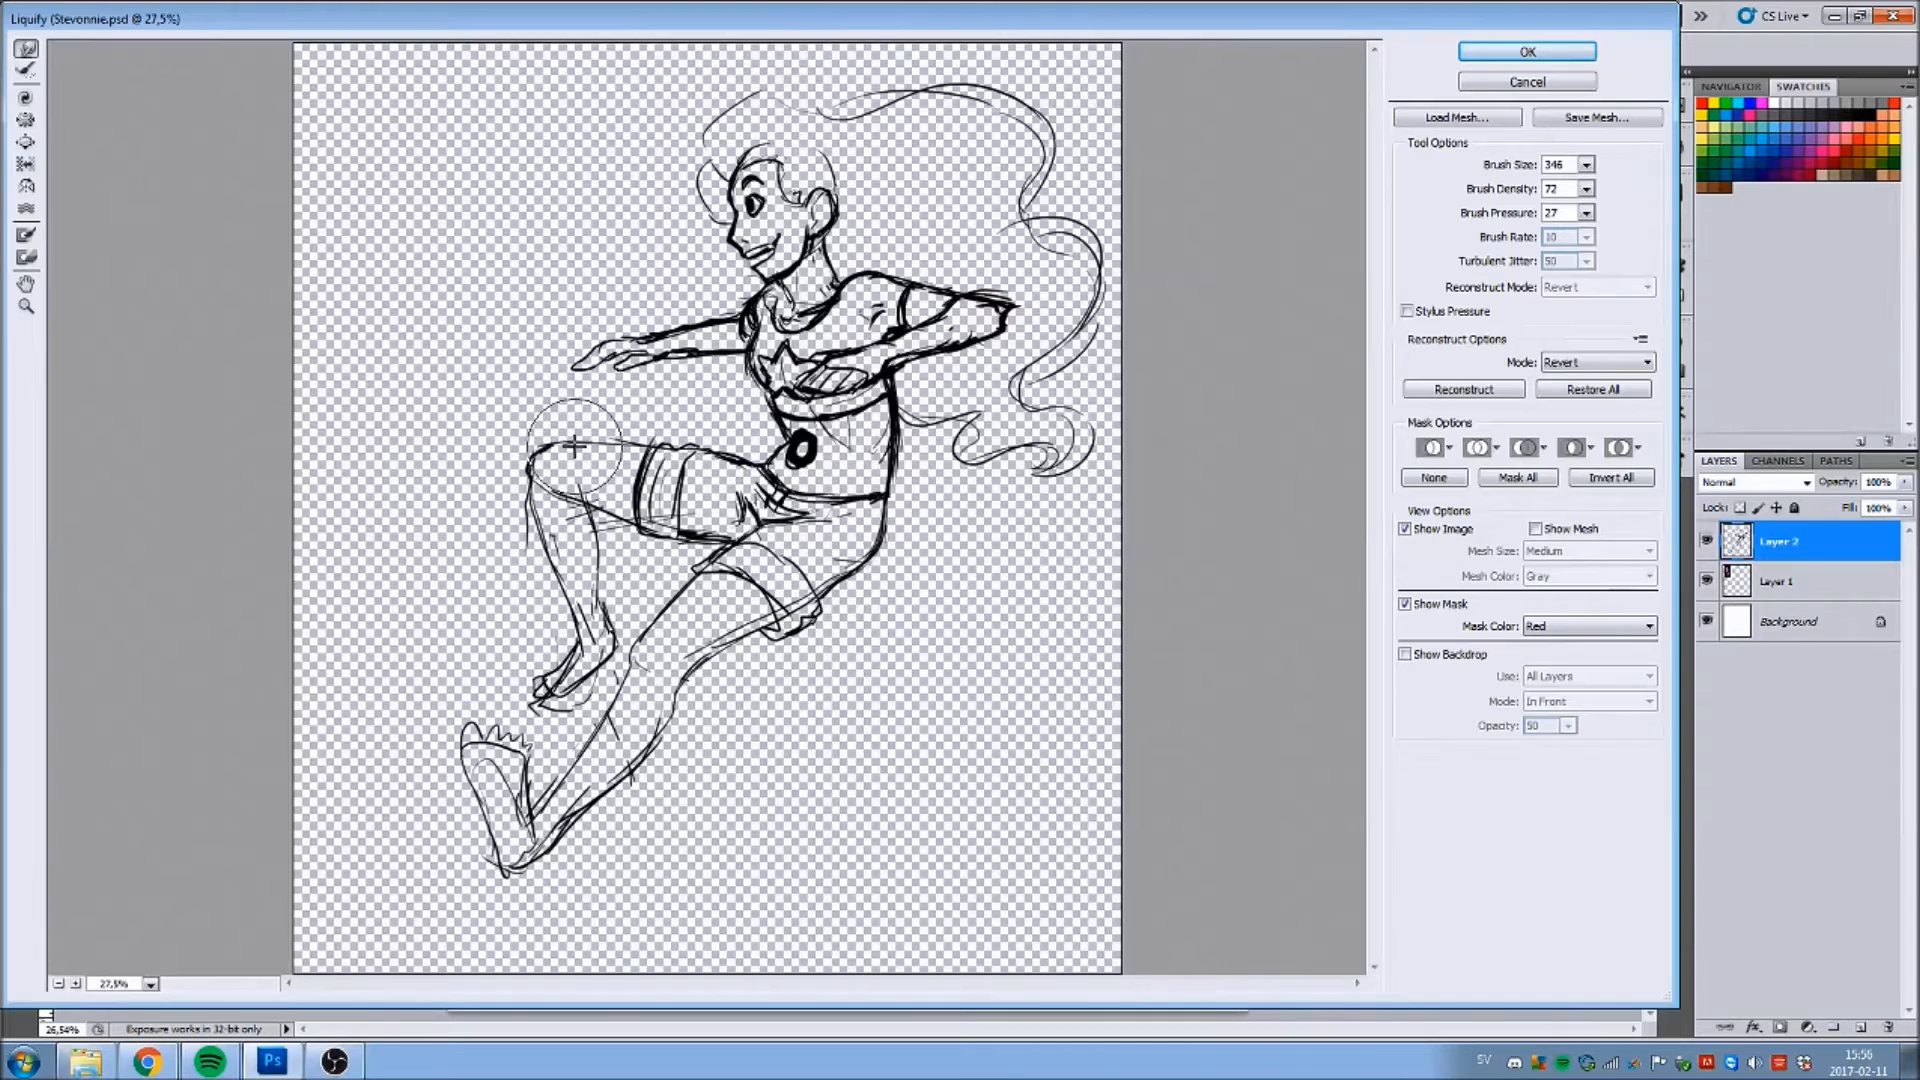 Liquify (Stevonnie.psd @ 27,5%)
CS Live
OK
Cancel
Load Mesh...
Save Mesh...
Tool Options
Brush Size: 346
Brush Density: 72
Brush Pressure: 27
Brush Rate: 10
Turbulent Jitter: 50
Reconstruct Mode: Revert
Stylus Pressure
Reconstruct Options
Mode: Revert
Reconstruct
Restore All
Mask Options
None
Mask All
Invert All
View Options
Show Image
Show Mesh
Mesh Size: Medium
Mesh Color: Gray
Show Mask
Mask Color: Red
Show Backdrop
Use: All Layers
Mode: In Front
Opacity: 50
NAVIGATOR
SWATCHES
LAYERS
CHANNELS
PATHS
Normal
Opacity: 100%
Lock:
Fill: 100%
Layer 2
Layer 1
Background
27,5%
26,54%
Exposure works in 32-bit only
Ps
SV
15:56
2017-02-11